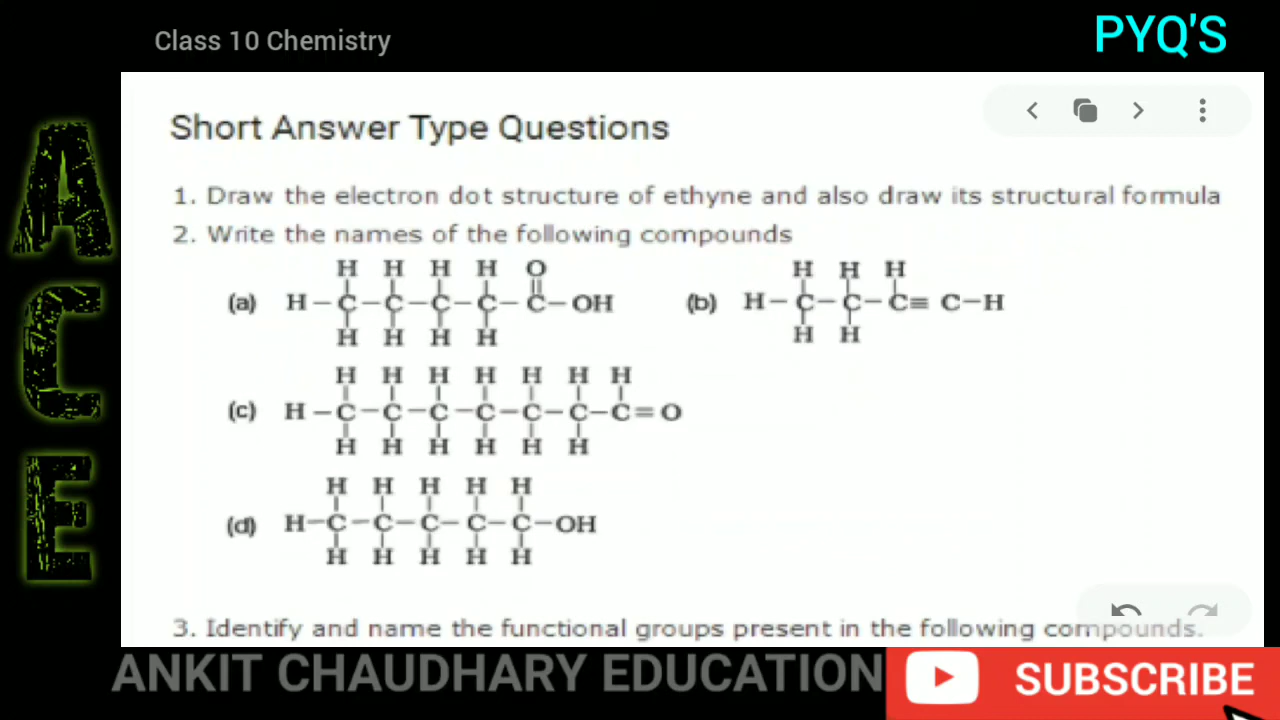 Class 10 Chemistry
PYQ'S
ACE
Short Answer Type Questions
1. Draw the electron dot structure of ethyne and also draw its structural formula
2. Write the names of the following compounds
H H H H O
(a) H–C–C–C–C–C–OH
H H H H
H H H
(b) H–C–C–C≡C–H
H H
H H H H H H H
(c) H–C–C–C–C–C–C–C=O
H H H H H H
H H H H H
(d) H–C–C–C–C–C–OH
H H H H H
3. Identify and name the functional groups present in the following compounds.
ANKIT CHAUDHARY EDUCATION
SUBSCRIBE